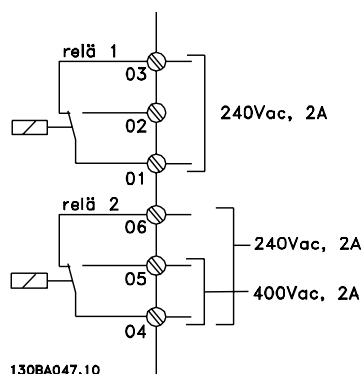 relä 1
03
02
240Vac, 2A
01
relä 2
06
240Vac, 2A
05
400Vac, 2A
04
130BA047.10